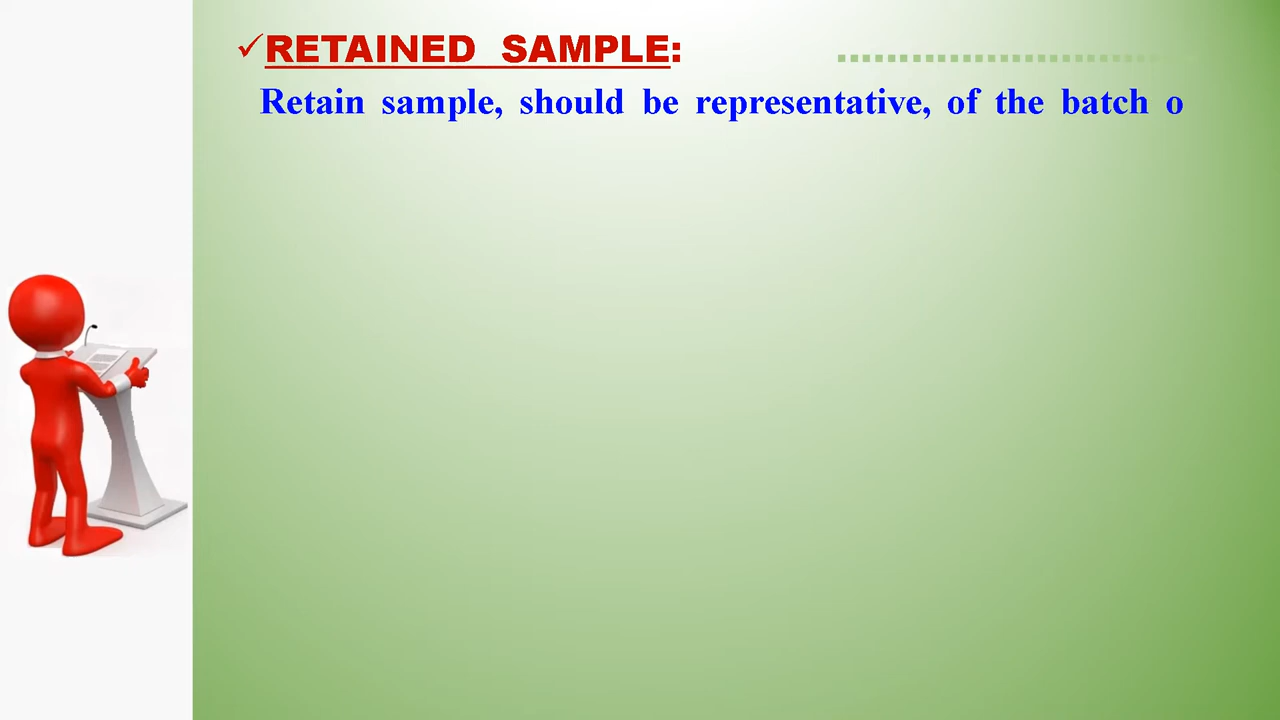 ✓RETAINED SAMPLE:
Retain sample, should be representative, of the batch o